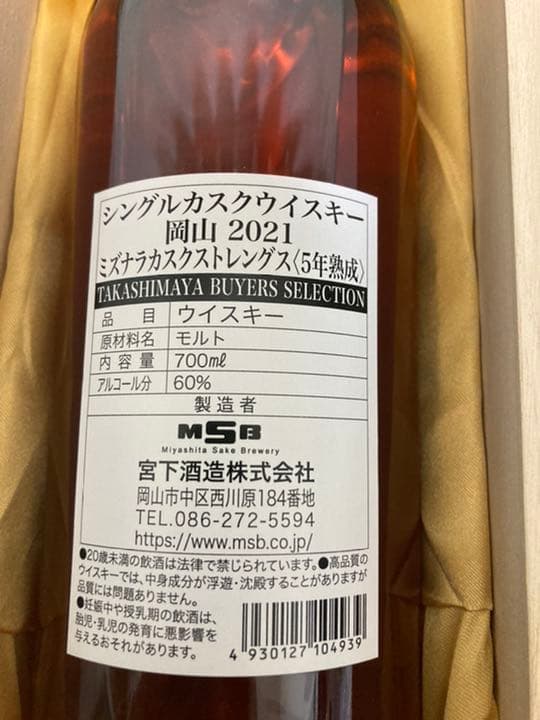 シングルカスクウイスキー
岡山 2021
ミズナラカスクストレングス〈5年熟成〉
TAKASHIMAYA BUYERS SELECTION
品目 ウイスキー
原材料名 モルト
内容量 700㎖
アルコール分 60%
製造者
MSB
Miyashita Sake Brewery
宮下酒造株式会社
岡山市中区西川原184番地
TEL.086-272-5594
https://www.msb.co.jp/
●20歳未満の飲酒は法律で禁じられています。●高品質の
ウイスキーでは、中身成分が浮遊・沈殿することがありますが
品質には問題ありません。
●妊娠中や授乳期の飲酒は、
胎児・乳児の発育に悪影響を
与えるおそれがあります。
4 930127 104939